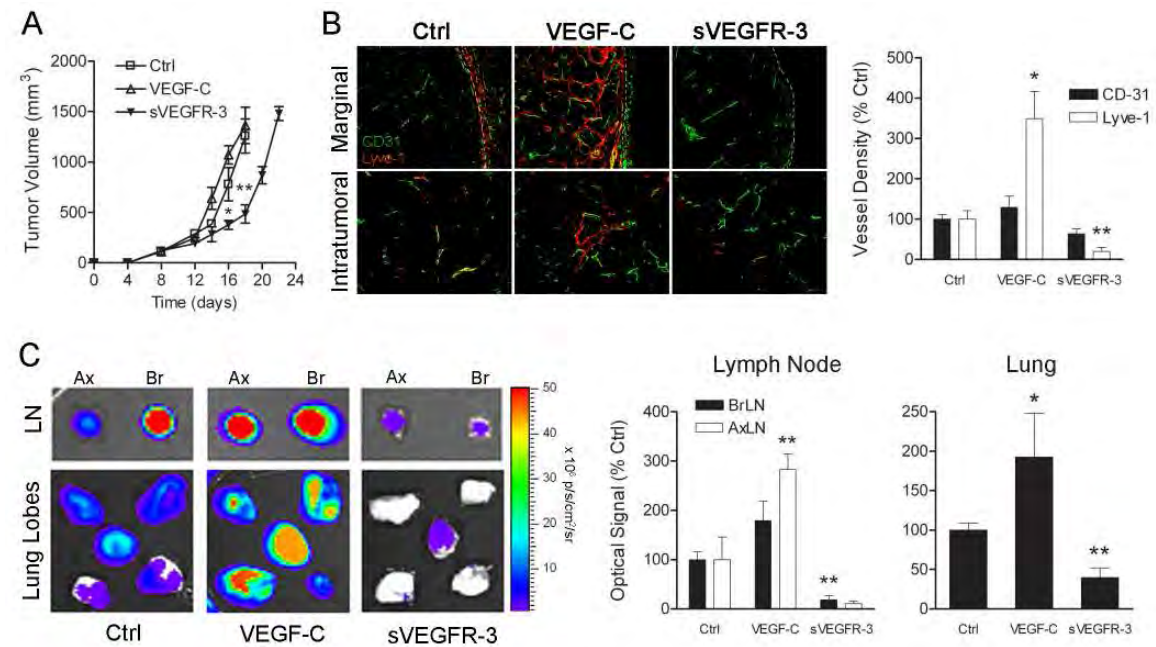 A
Tumor Volume (mm³)
2000
1500
1000
500
0
Ctrl
VEGF-C
sVEGFR-3
*
**
0 4 8 12 16 20 24
Time (days)
B
Ctrl VEGF-C sVEGFR-3
Marginal
CD31
Lyve-1
Intratumoral
Vessel Density (% Ctrl)
500
400
300
200
100
0
*
**
CD-31
Lyve-1
Ctrl VEGF-C sVEGFR-3
C
Ax Br Ax Br Ax Br
LN
Lung Lobes
Ctrl VEGF-C sVEGFR-3
50
40
30
20
10
x 10⁶ p/s/cm²/sr
Lymph Node
Optical Signal (% Ctrl)
400
300
200
100
0
BrLN
AxLN
**
**
Ctrl VEGF-C sVEGFR-3
Lung
250
200
150
100
50
0
*
**
Ctrl VEGF-C sVEGFR-3